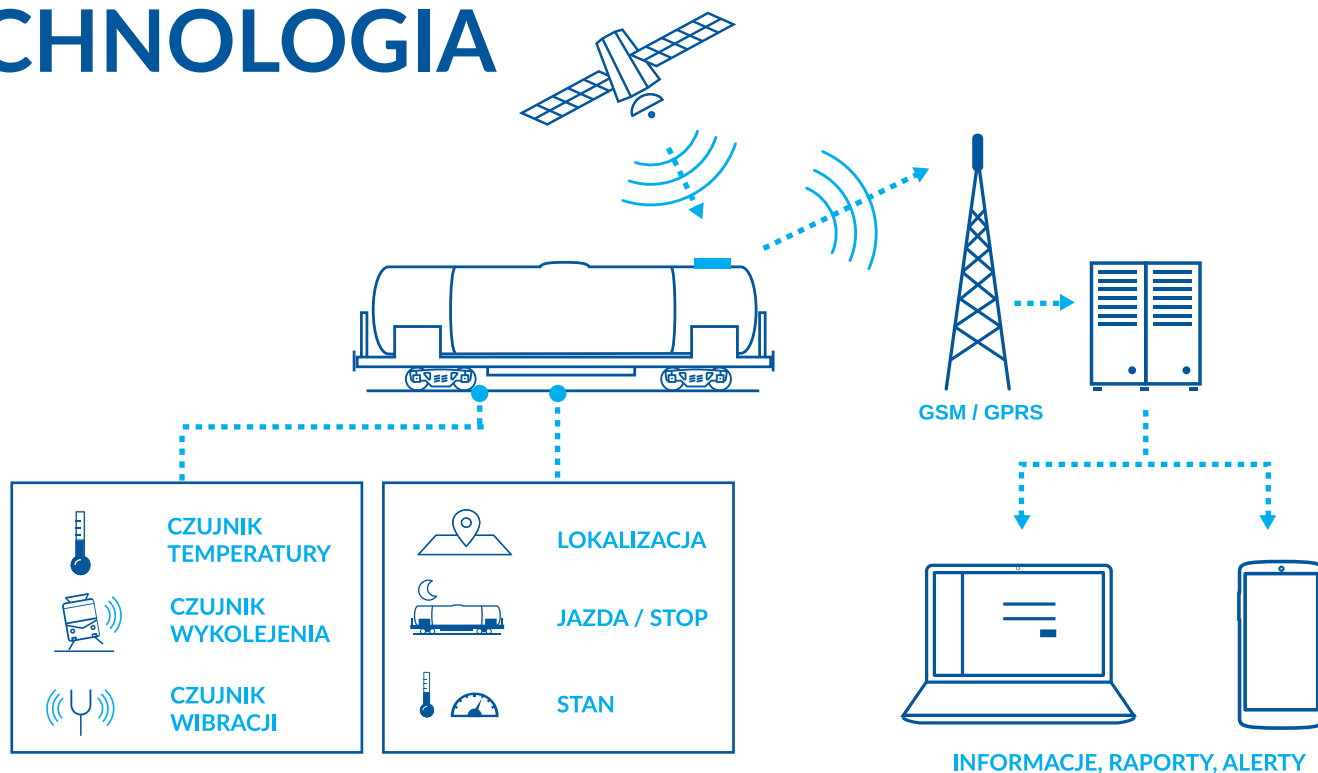 CHNOLOGIA
GSM / GPRS
CZUJNIK
TEMPERATURY
CZUJNIK
WYKOLEJENIA
CZUJNIK
WIBRACJI
LOKALIZACJA
JAZDA / STOP
STAN
INFORMACJE, RAPORTY, ALERTY